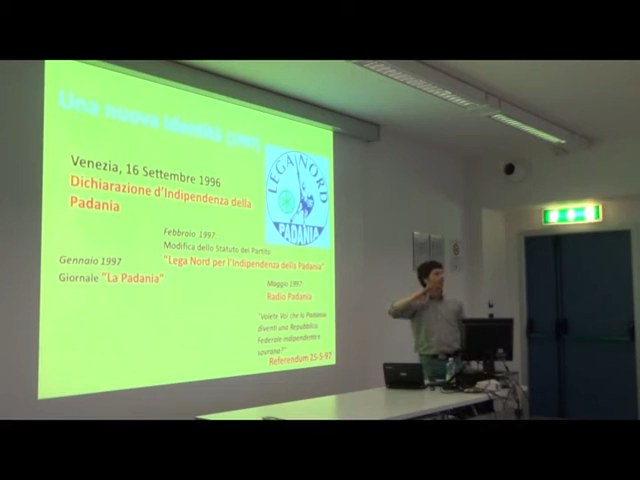 Una nuova identità (1997)
Venezia, 16 Settembre 1996
Dichiarazione d'Indipendenza della
Padania
LEGA NORD
PADANIA
Febbraio 1997
Modifica dello Statuto del Partito
"Lega Nord per l'Indipendenza della Padania"
Gennaio 1997
Giornale "La Padania"
Maggio 1997
Radio Padania
"Volete Voi che la Padania
diventi una Repubblica
Federale indipendente e
sovrana?"
Referendum 25-5-97